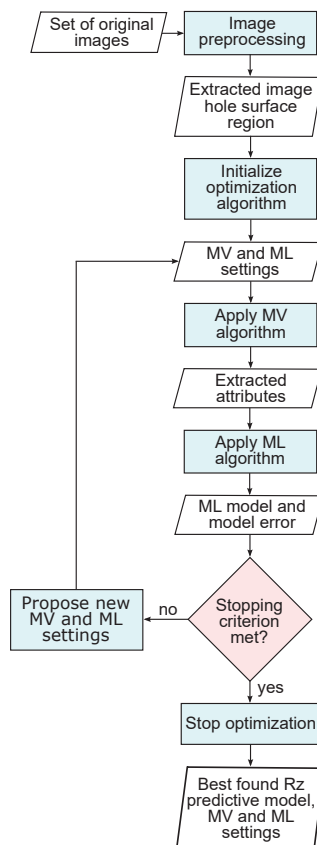 Set of original
images
Image
preprocessing
Extracted image
hole surface
region
Initialize
optimization
algorithm
MV and ML
settings
Apply MV
algorithm
Extracted
attributes
Apply ML
algorithm
ML model and
model error
Stopping
criterion
met?
no
Propose new
MV and ML
settings
yes
Stop optimization
Best found Rz
predictive model,
MV and ML
settings